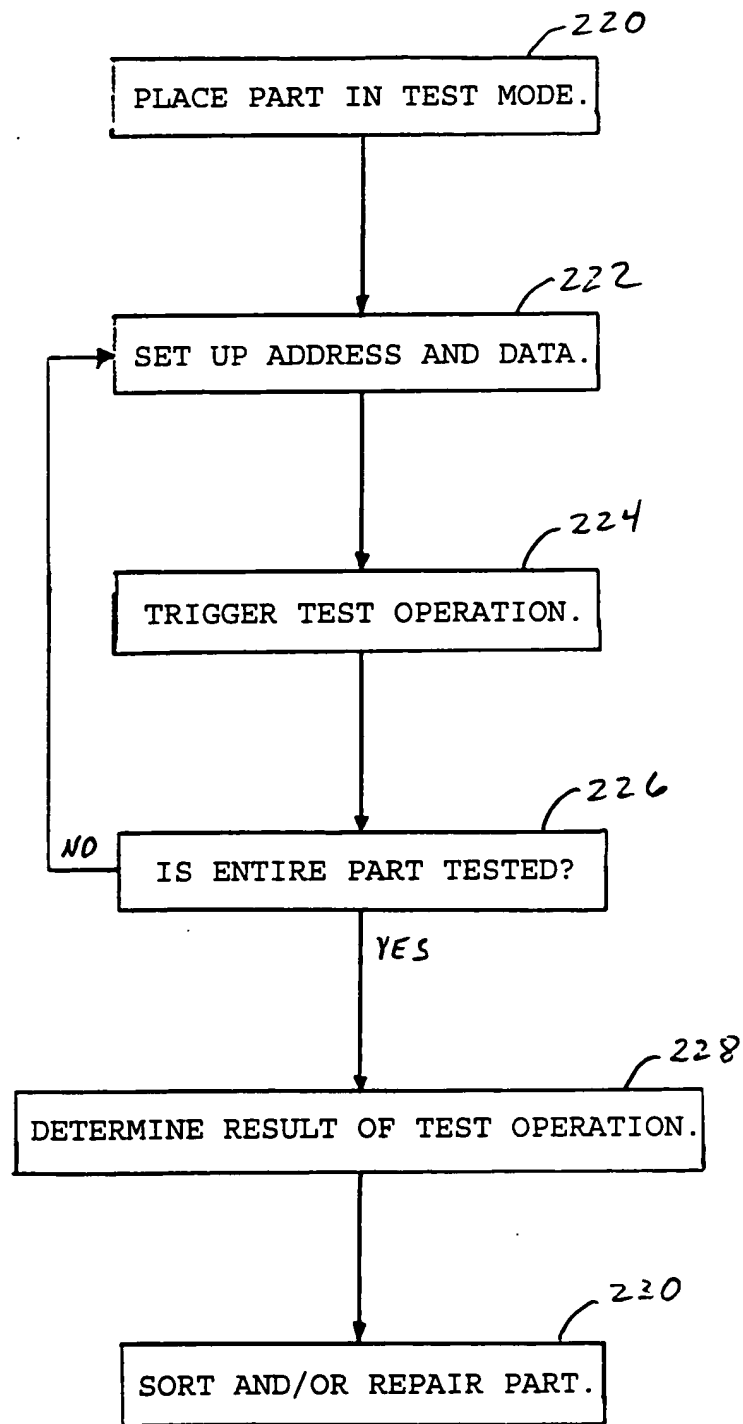 220
PLACE PART IN TEST MODE.
222
SET UP ADDRESS AND DATA.
224
TRIGGER TEST OPERATION.
226
NO
IS ENTIRE PART TESTED?
YES
228
DETERMINE RESULT OF TEST OPERATION.
230
SORT AND/OR REPAIR PART.